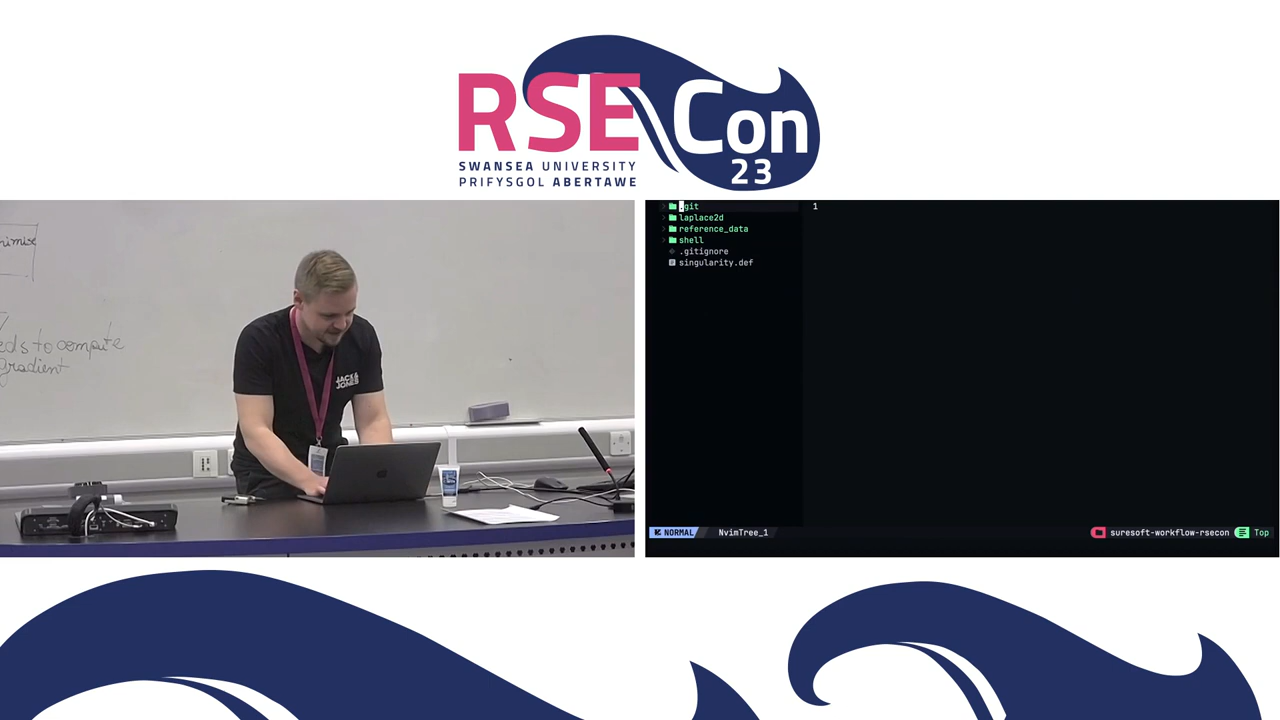 RSE Con
23
SWANSEA UNIVERSITY
PRIFYSGOL ABERTAWE
nimise
eds to compute
gradient
JACK &
JONES
.git
laplace2d
reference_data
shell
.gitignore
singularity.def
1
NORMAL NvimTree_1 suresoft-workflow-rsecon Top